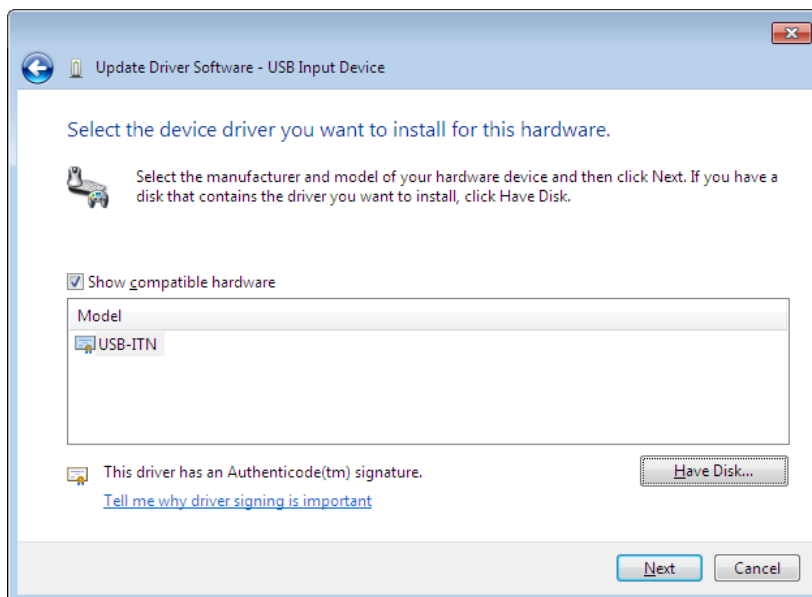 Update Driver Software - USB Input Device
Select the device driver you want to install for this hardware.
Select the manufacturer and model of your hardware device and then click Next. If you have a
disk that contains the driver you want to install, click Have Disk.
Show compatible hardware
Model
USB-ITN
This driver has an Authenticode(tm) signature.
Have Disk...
Tell me why driver signing is important
Next
Cancel